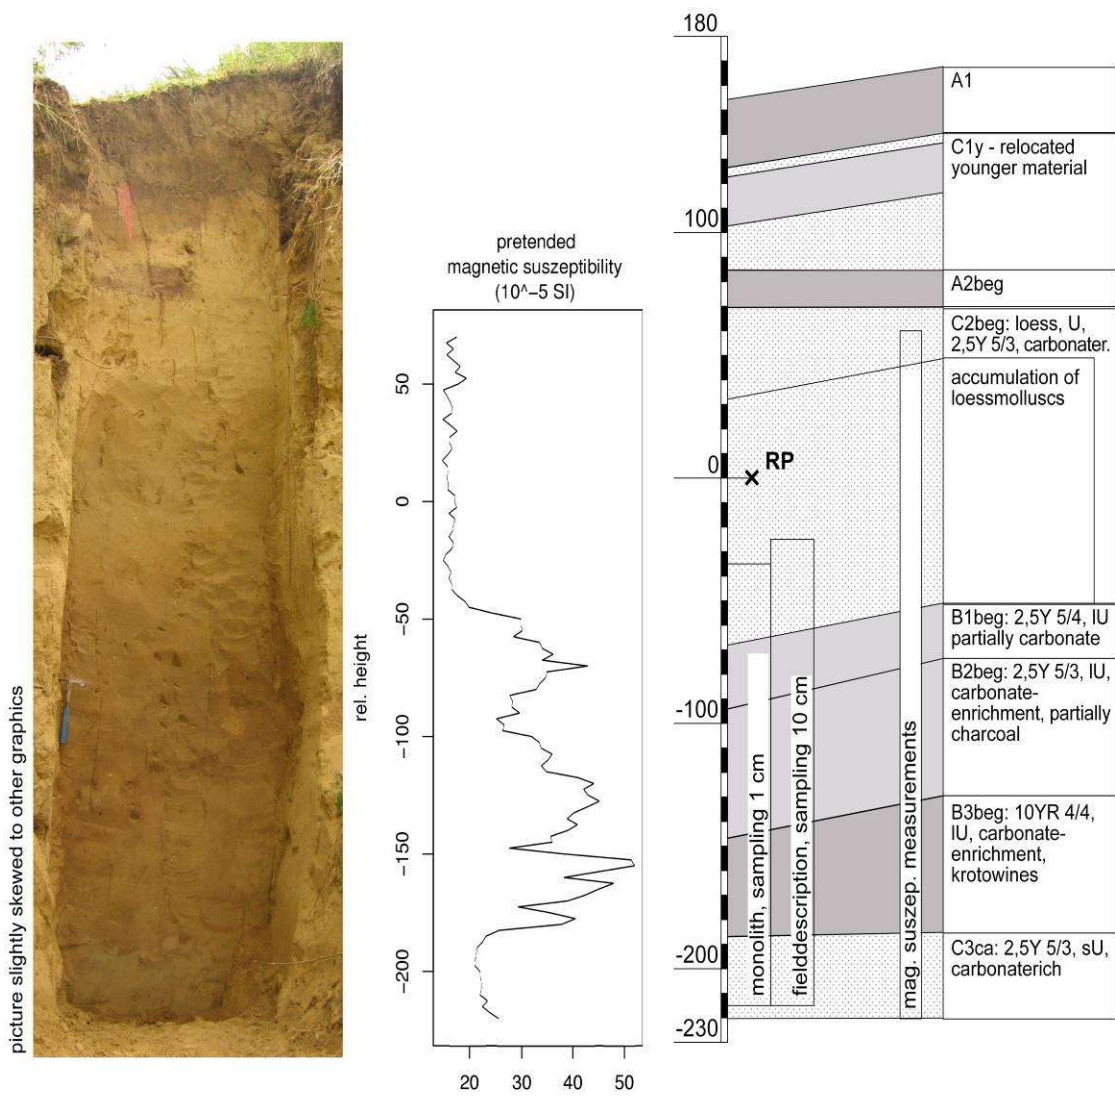 picture slightly skewed to other graphics
pretended
magnetic suszeptibility
(10^−5 SI)
rel. height
50
0
−50
−100
−150
−200
20 30 40 50
180
100
0
-100
-200
-230
RP
monolith, sampling 1 cm
fielddescription, sampling 10 cm
mag. suszep. measurements
A1
C1y - relocated
younger material
A2beg
C2beg: loess, U,
2,5Y 5/3, carbonater.
accumulation of
loessmolluscs
B1beg: 2,5Y 5/4, lU
partially carbonate
B2beg: 2,5Y 5/3, lU,
carbonate-
enrichment, partially
charcoal
B3beg: 10YR 4/4,
lU, carbonate-
enrichment,
krotowines
C3ca: 2,5Y 5/3, sU,
carbonaterich